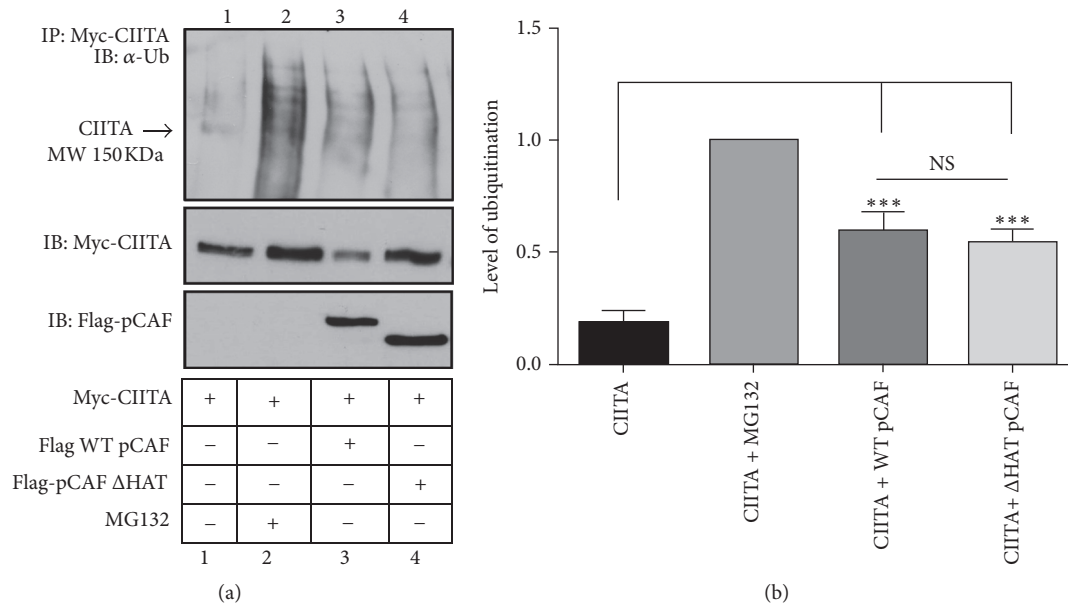 1 2 3 4
IP: Myc-CIITA
IB: α-Ub
CIITA →
MW 150 KDa
IB: Myc-CIITA
IB: Flag-pCAF
Myc-CIITA + + + +
Flag WT pCAF – – + –
Flag-pCAF ΔHAT – – – +
MG132 – + – –
1 2 3 4
(a)
1.5
1.0
0.5
0.0
Level of ubiquitination
NS
*** ***
CIITA
CIITA + MG132
CIITA + WT pCAF
CIITA+ ΔHAT pCAF
(b)